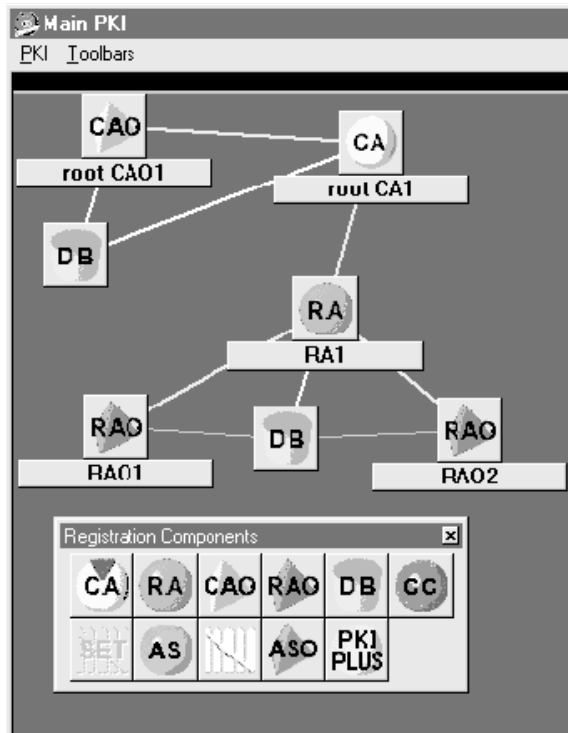 Main PKI
PKI Toolbars
CAO
CA
root CAO1
root CA1
DB
RA
RA1
RAO
DB
RAO
RAO1
RAO2
Registration Components
CA RA CAO RAO DB CC
SET AS ASO PKI PLUS